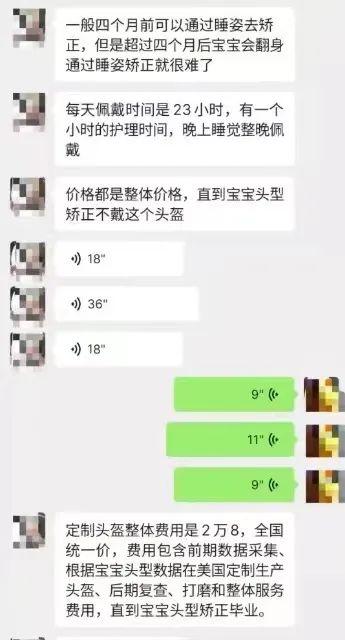 一般四个月前可以通过睡姿去矫
正，但是超过四个月后宝宝会翻身
通过睡姿矫正就很难了
每天佩戴时间是 23 小时，有一个
小时的护理时间，晚上睡觉整晚佩
戴
价格都是整体价格，直到宝宝头型
矫正不戴这个头盔
18"
36"
18"
9"
11"
9"
定制头盔整体费用是 2 万 8，全国
统一价，费用包含前期数据采集、
根据宝宝头型数据在美国定制生产
头盔、后期复查、打磨和整体服务
费用，直到宝宝头型矫正毕业。